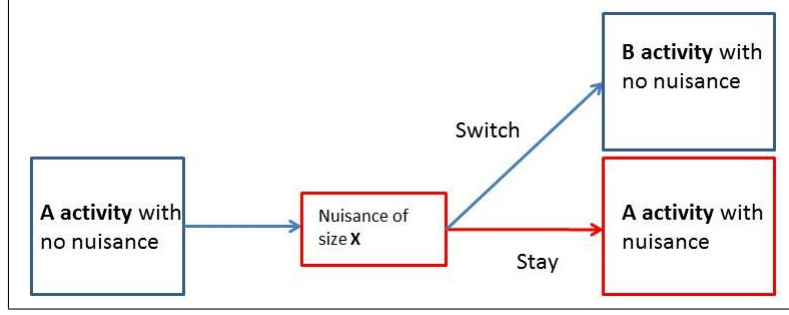 B activity with
no nuisance
Switch
A activity with
no nuisance
Nuisance of
size X
A activity with
nuisance
Stay